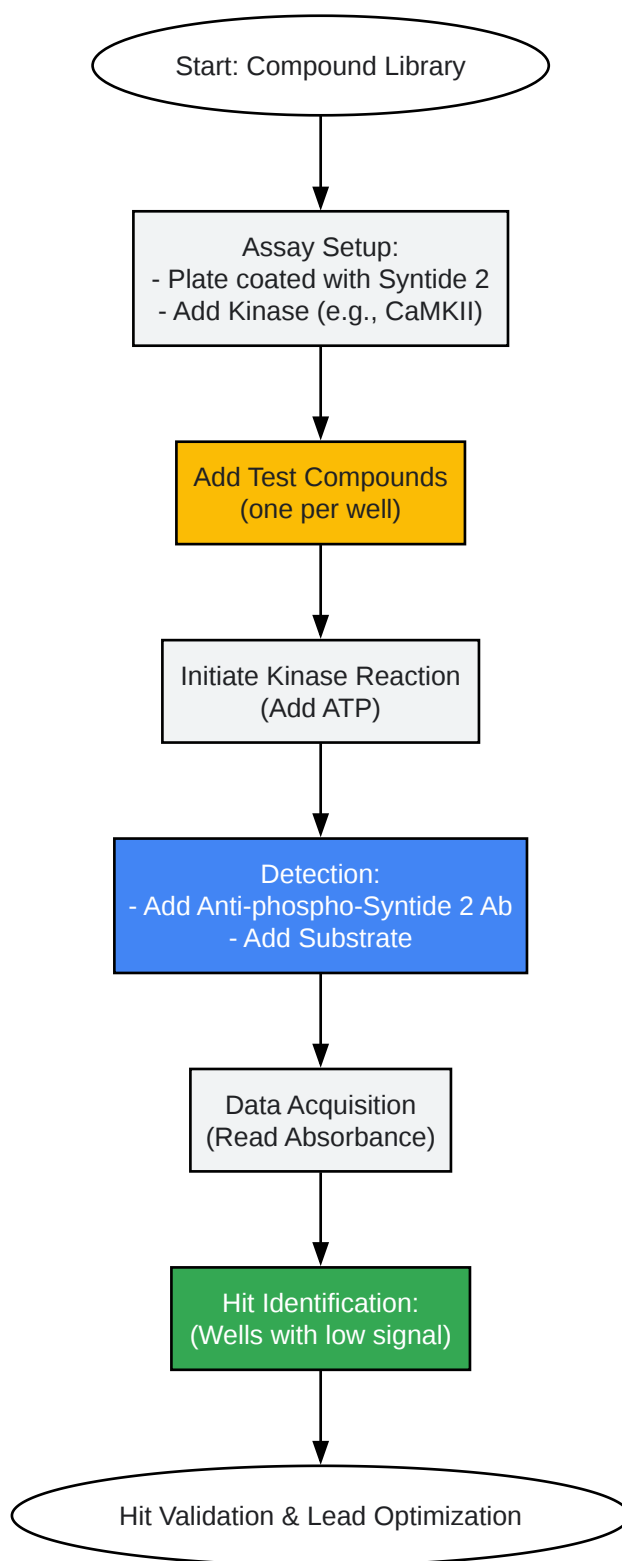 Start: Compound Library
Assay Setup:
- Plate coated with Syntide 2
- Add Kinase (e.g., CaMKII)
Add Test Compounds
(one per well)
Initiate Kinase Reaction
(Add ATP)
Detection:
- Add Anti-phospho-Syntide 2 Ab
- Add Substrate
Data Acquisition
(Read Absorbance)
Hit Identification:
(Wells with low signal)
Hit Validation & Lead Optimization